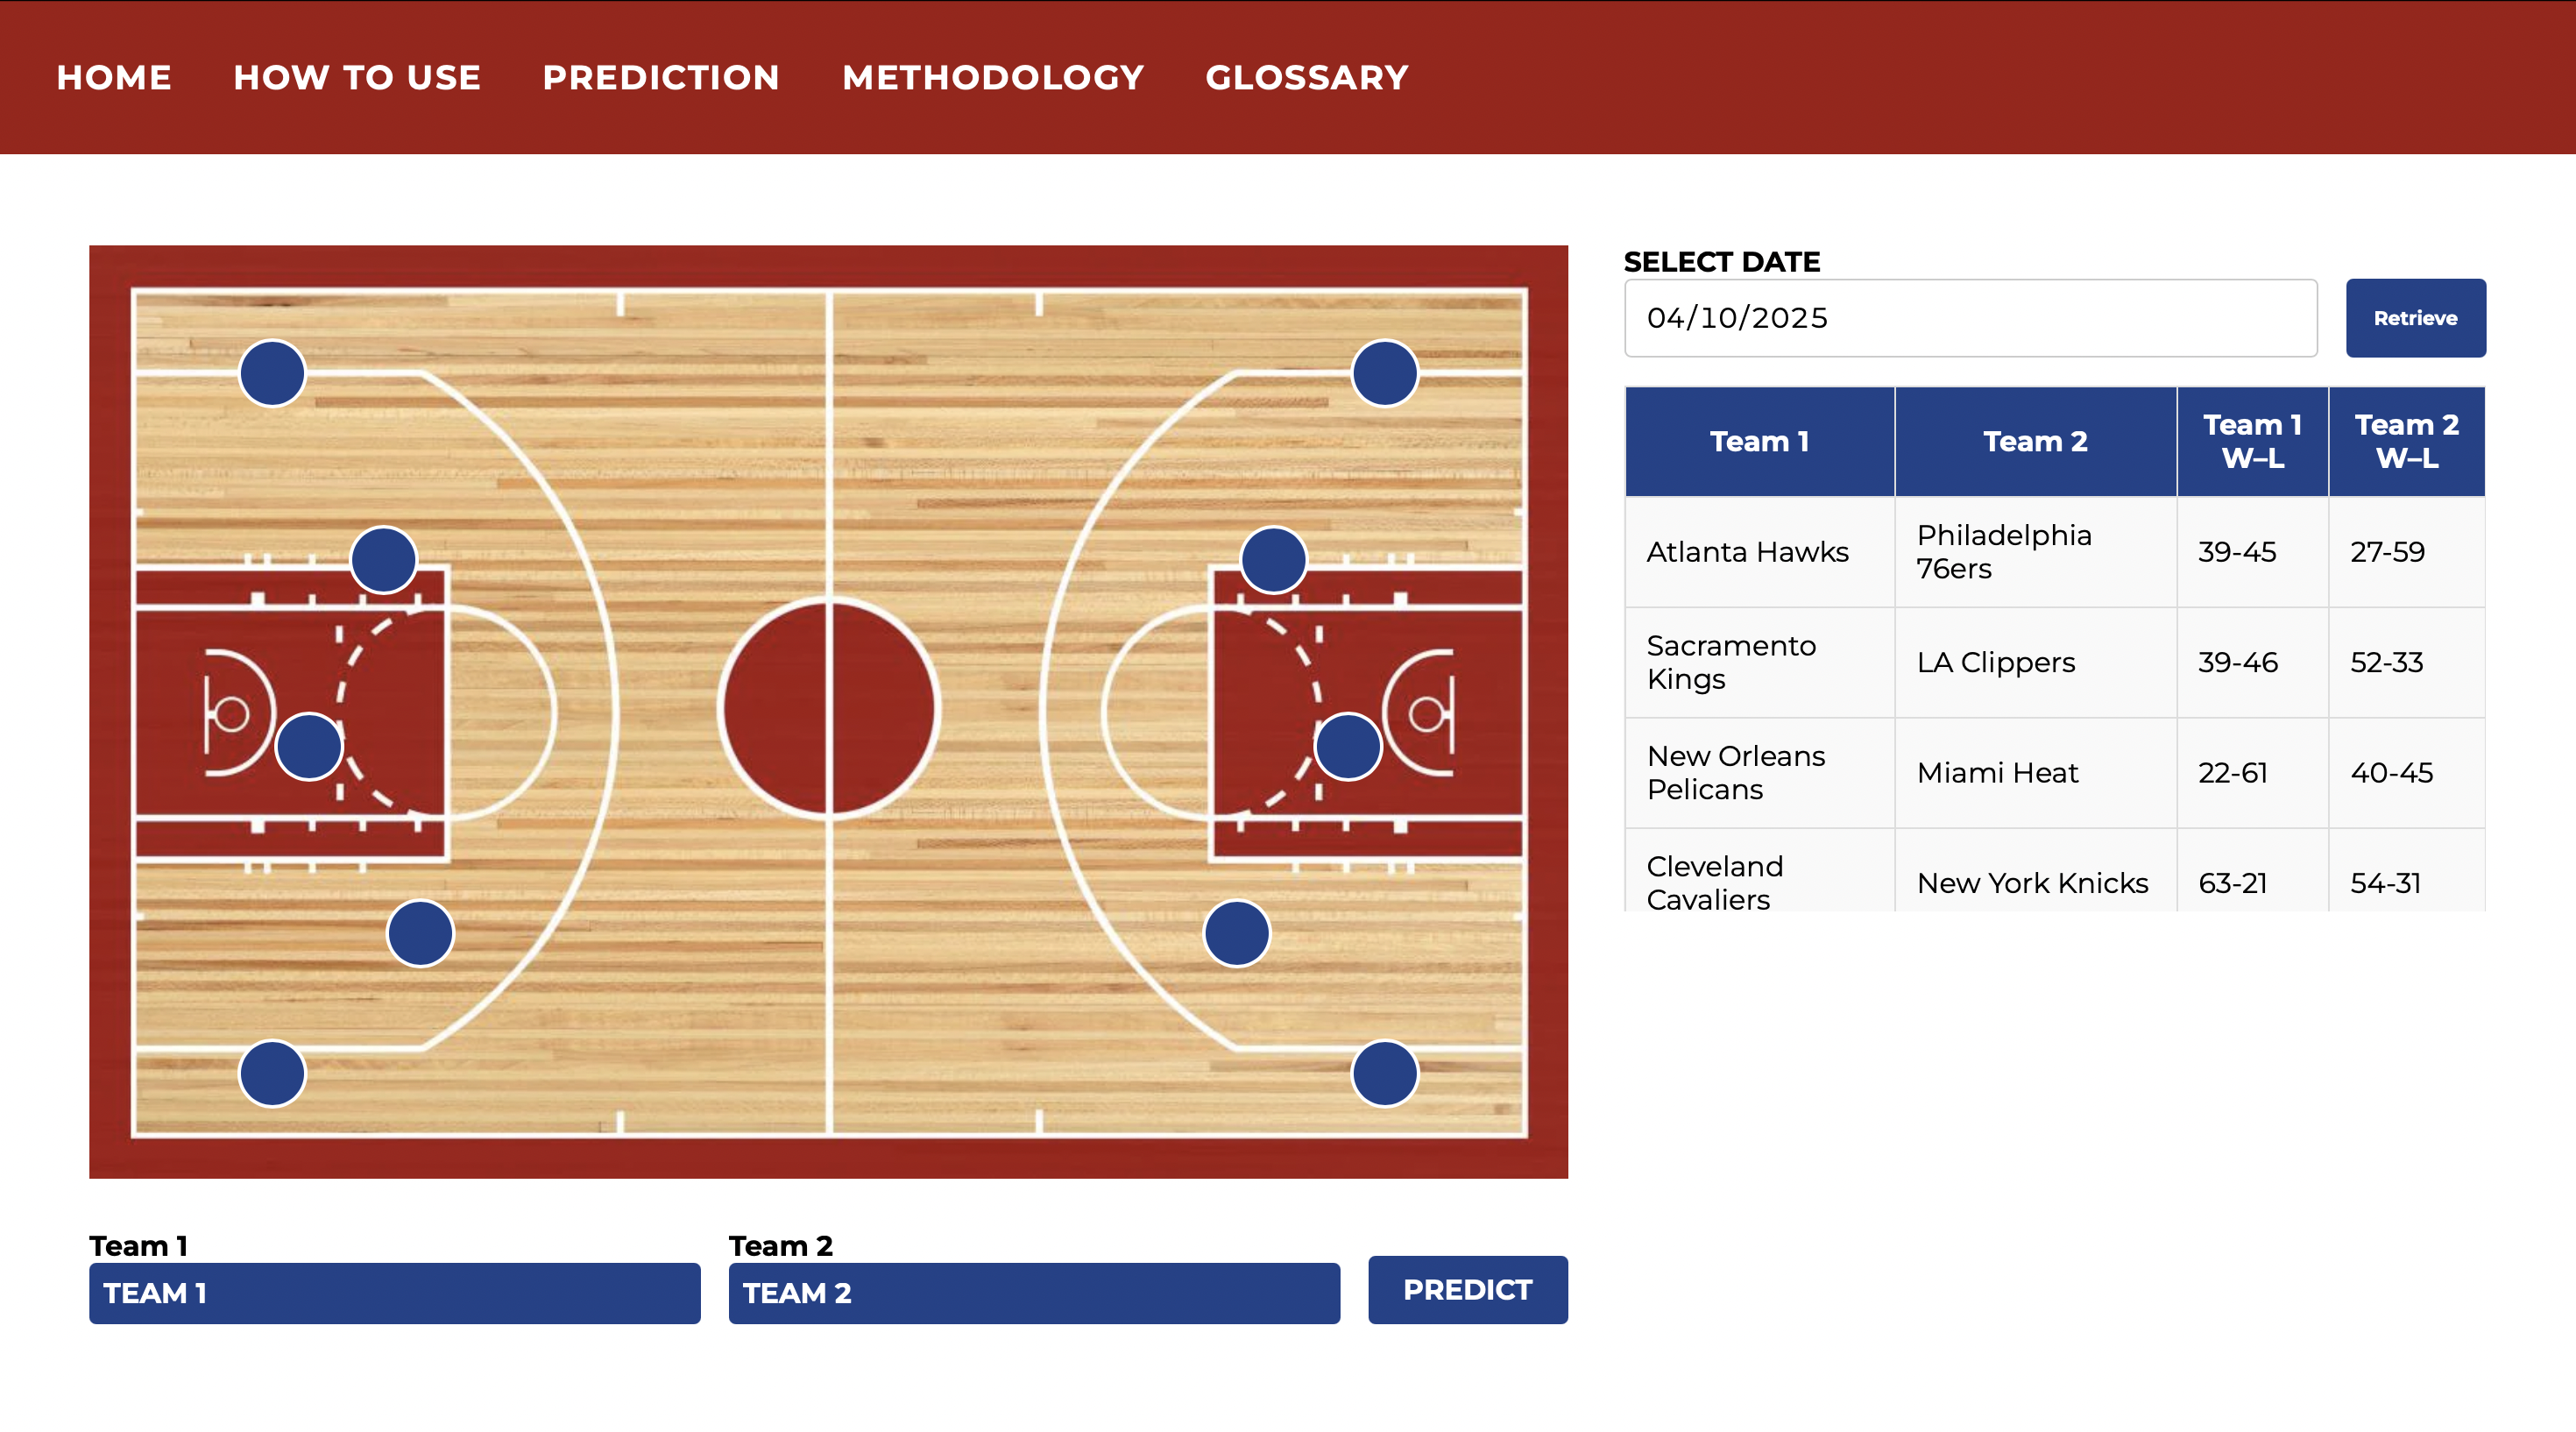 HOME HOW TO USE PREDICTION METHODOLOGY GLOSSARY
SELECT DATE
04/10/2025
Retrieve
Team 1
Team 2
Team 1
W–L
Team 2
W–L
Atlanta Hawks
Philadelphia
76ers
39-45
27-59
Sacramento
Kings
LA Clippers
39-46
52-33
New Orleans
Pelicans
Miami Heat
22-61
40-45
Cleveland
Cavaliers
New York Knicks
63-21
54-31
Team 1
TEAM 1
Team 2
TEAM 2
PREDICT